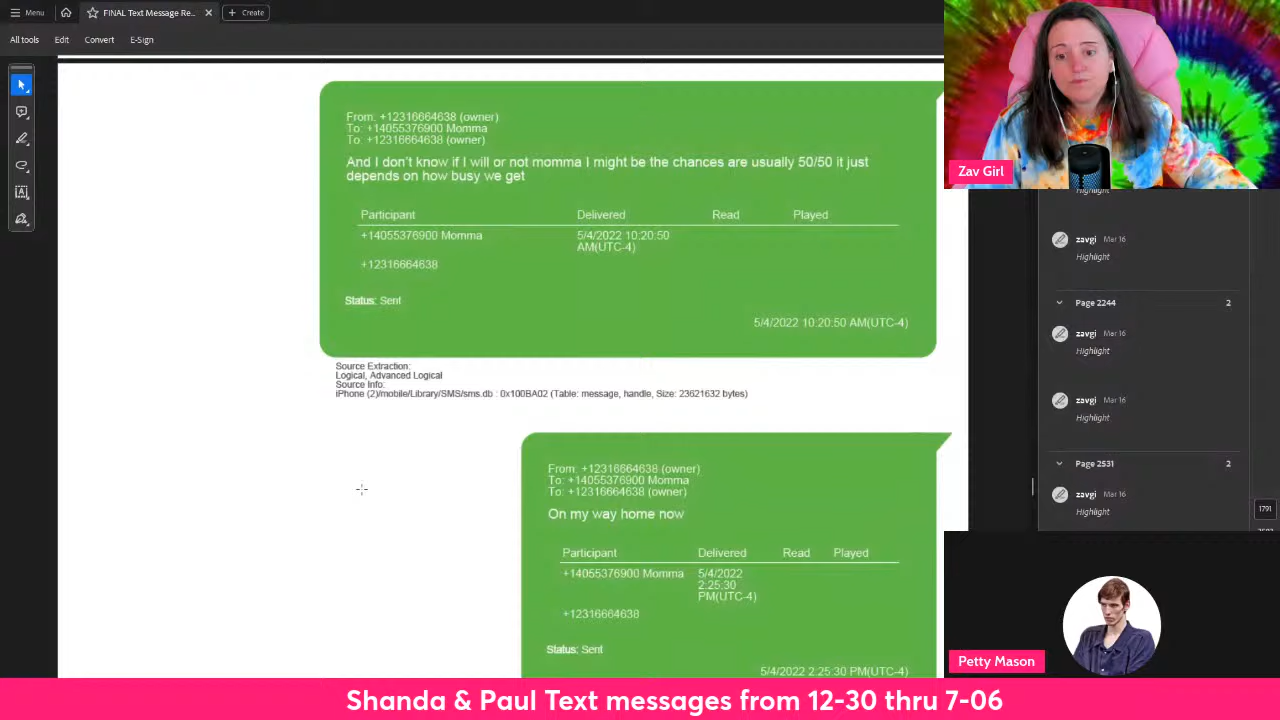 Menu
FINAL Text Message Re...
Create
All tools
Edit
Convert
E-Sign
From: +12316664638 (owner)
To: +14055376900 Momma
To: +12316664638 (owner)
And I don't know if I will or not momma I might be the chances are usually 50/50 it just
depends on how busy we get
Participant Delivered Read Played
+14055376900 Momma 5/4/2022 10:20:50
AM(UTC-4)
+12316664638
Status: Sent
5/4/2022 10:20:50 AM(UTC-4)
Source Extraction:
Logical, Advanced Logical
Source Info:
iPhone (2)/mobile/Library/SMS/sms.db : 0x100BA02 (Table: message, handle, Size: 23621632 bytes)
From: +12316664638 (owner)
To: +14055376900 Momma
To: +12316664638 (owner)
On my way home now
Participant Delivered Read Played
+14055376900 Momma 5/4/2022
2:25:30
PM(UTC-4)
+12316664638
Status: Sent
5/4/2022 2:25:30 PM(UTC-4)
Zav Girl
Highlight
zavgi Mar 16
Highlight
Page 2244 2
zavgi Mar 16
Highlight
zavgi Mar 16
Highlight
Page 2531 2
zavgi Mar 16
Highlight
1791
Petty Mason
Shanda & Paul Text messages from 12-30 thru 7-06